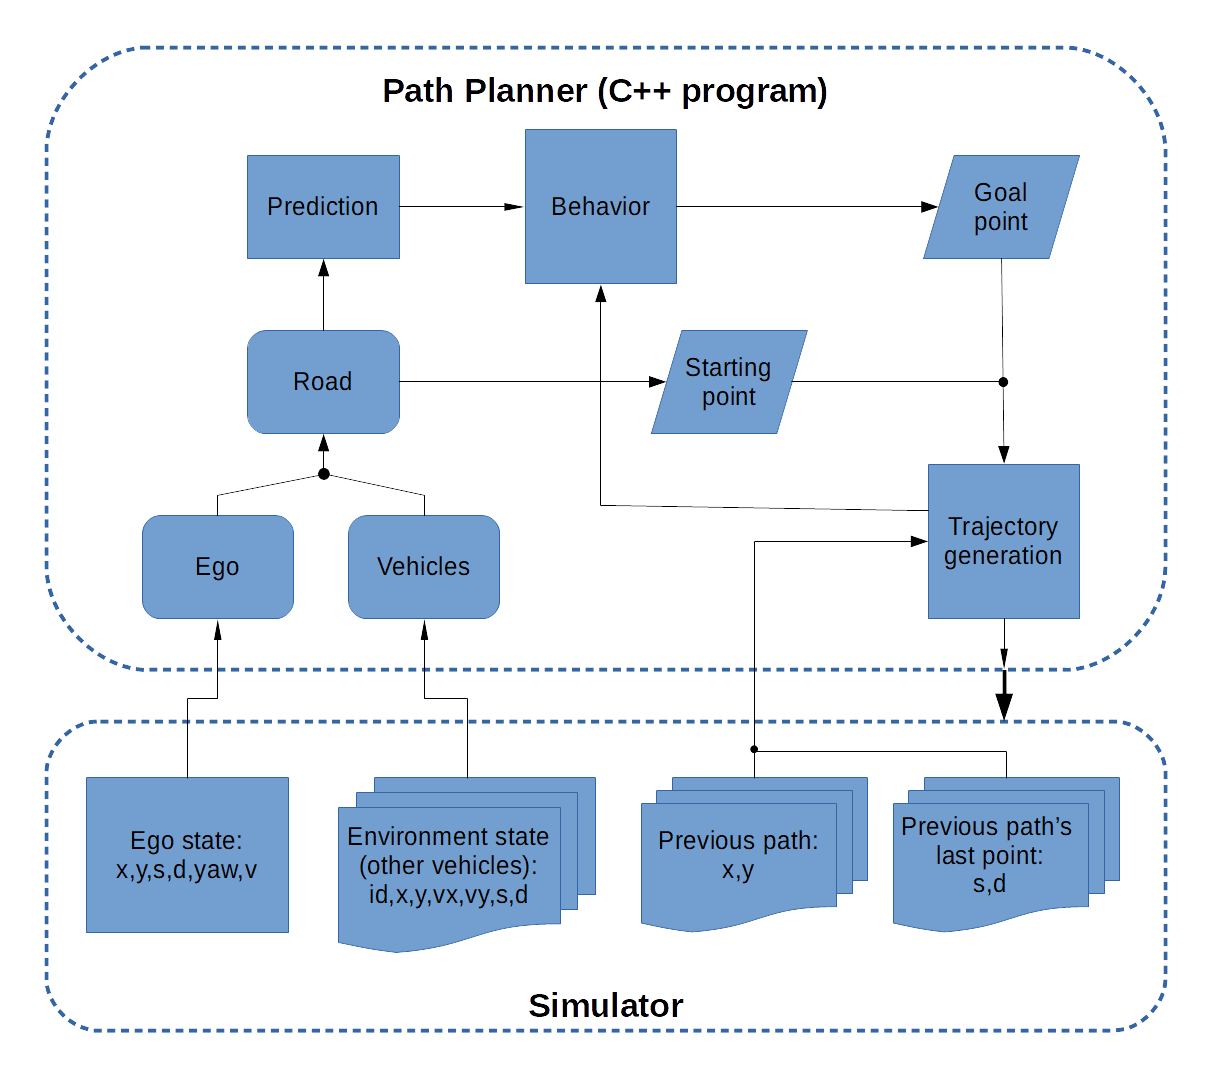 Path Planner (C++ program)
Prediction
Behavior
Goal
point
Road
Starting
point
Ego
Vehicles
Trajectory
generation
Ego state:
x,y,s,d,yaw,v
Environment state
(other vehicles):
id,x,y,vx,vy,s,d
Previous path:
x,y
Previous path’s
last point:
s,d
Simulator